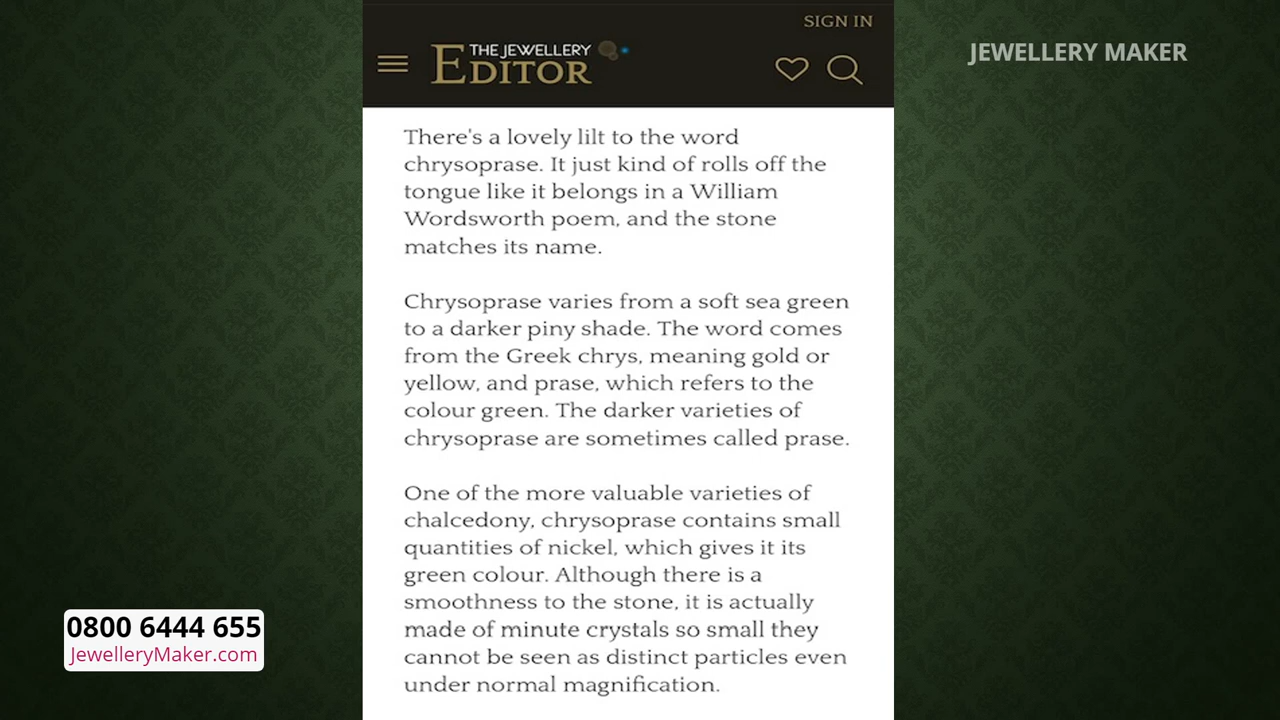 SIGN IN
THE JEWELLERY
EDITOR
JEWELLERY MAKER
There's a lovely lilt to the word
chrysoprase. It just kind of rolls off the
tongue like it belongs in a William
Wordsworth poem, and the stone
matches its name.
Chrysoprase varies from a soft sea green
to a darker piny shade. The word comes
from the Greek chrys, meaning gold or
yellow, and prase, which refers to the
colour green. The darker varieties of
chrysoprase are sometimes called prase.
One of the more valuable varieties of
chalcedony, chrysoprase contains small
quantities of nickel, which gives it its
green colour. Although there is a
smoothness to the stone, it is actually
made of minute crystals so small they
cannot be seen as distinct particles even
under normal magnification.
0800 6444 655
JewelleryMaker.com